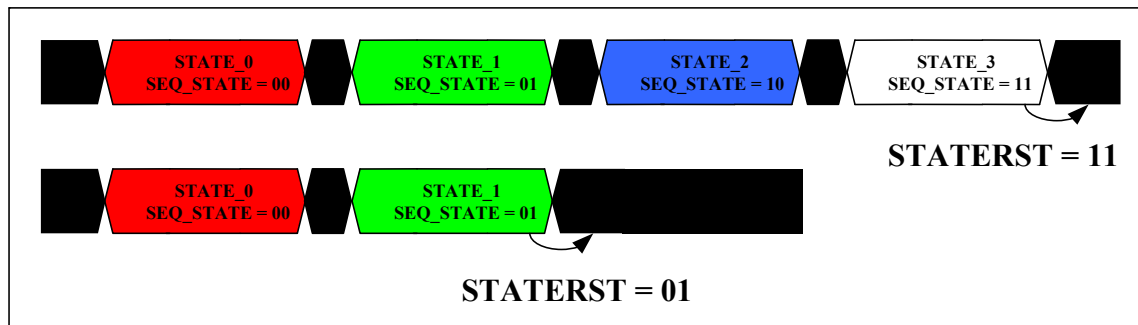 STATE_0
SEQ_STATE = 00
STATE_1
SEQ_STATE = 01
STATE_2
SEQ_STATE = 10
STATE_3
SEQ_STATE = 11
STATERST = 11
STATE_0
SEQ_STATE = 00
STATE_1
SEQ_STATE = 01
STATERST = 01